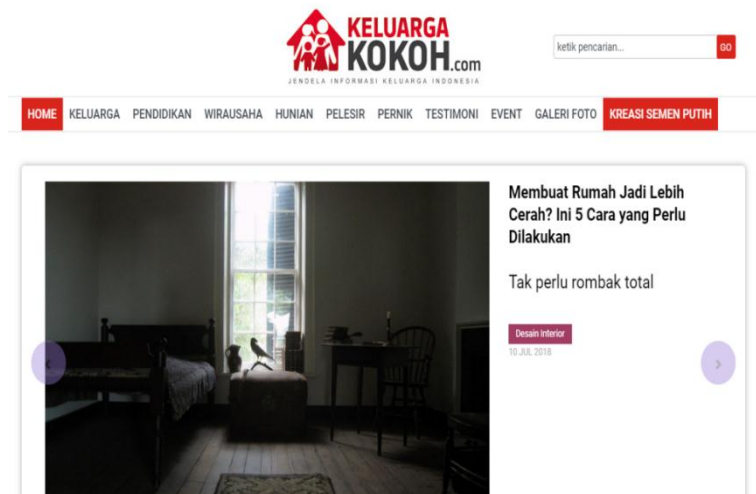 KELUARGA
KOKOH.com
JENDELA INFORMASI KELUARGA INDONESIA
ketik pencarian...
GO
HOME KELUARGA PENDIDIKAN WIRAUSAHA HUNIAN PELESIR PERNIK TESTIMONI EVENT GALERI FOTO KREASI SEMEN PUTIH
Membuat Rumah Jadi Lebih
Cerah? Ini 5 Cara yang Perlu
Dilakukan
Tak perlu rombak total
Desain Interior
10 JUL 2018